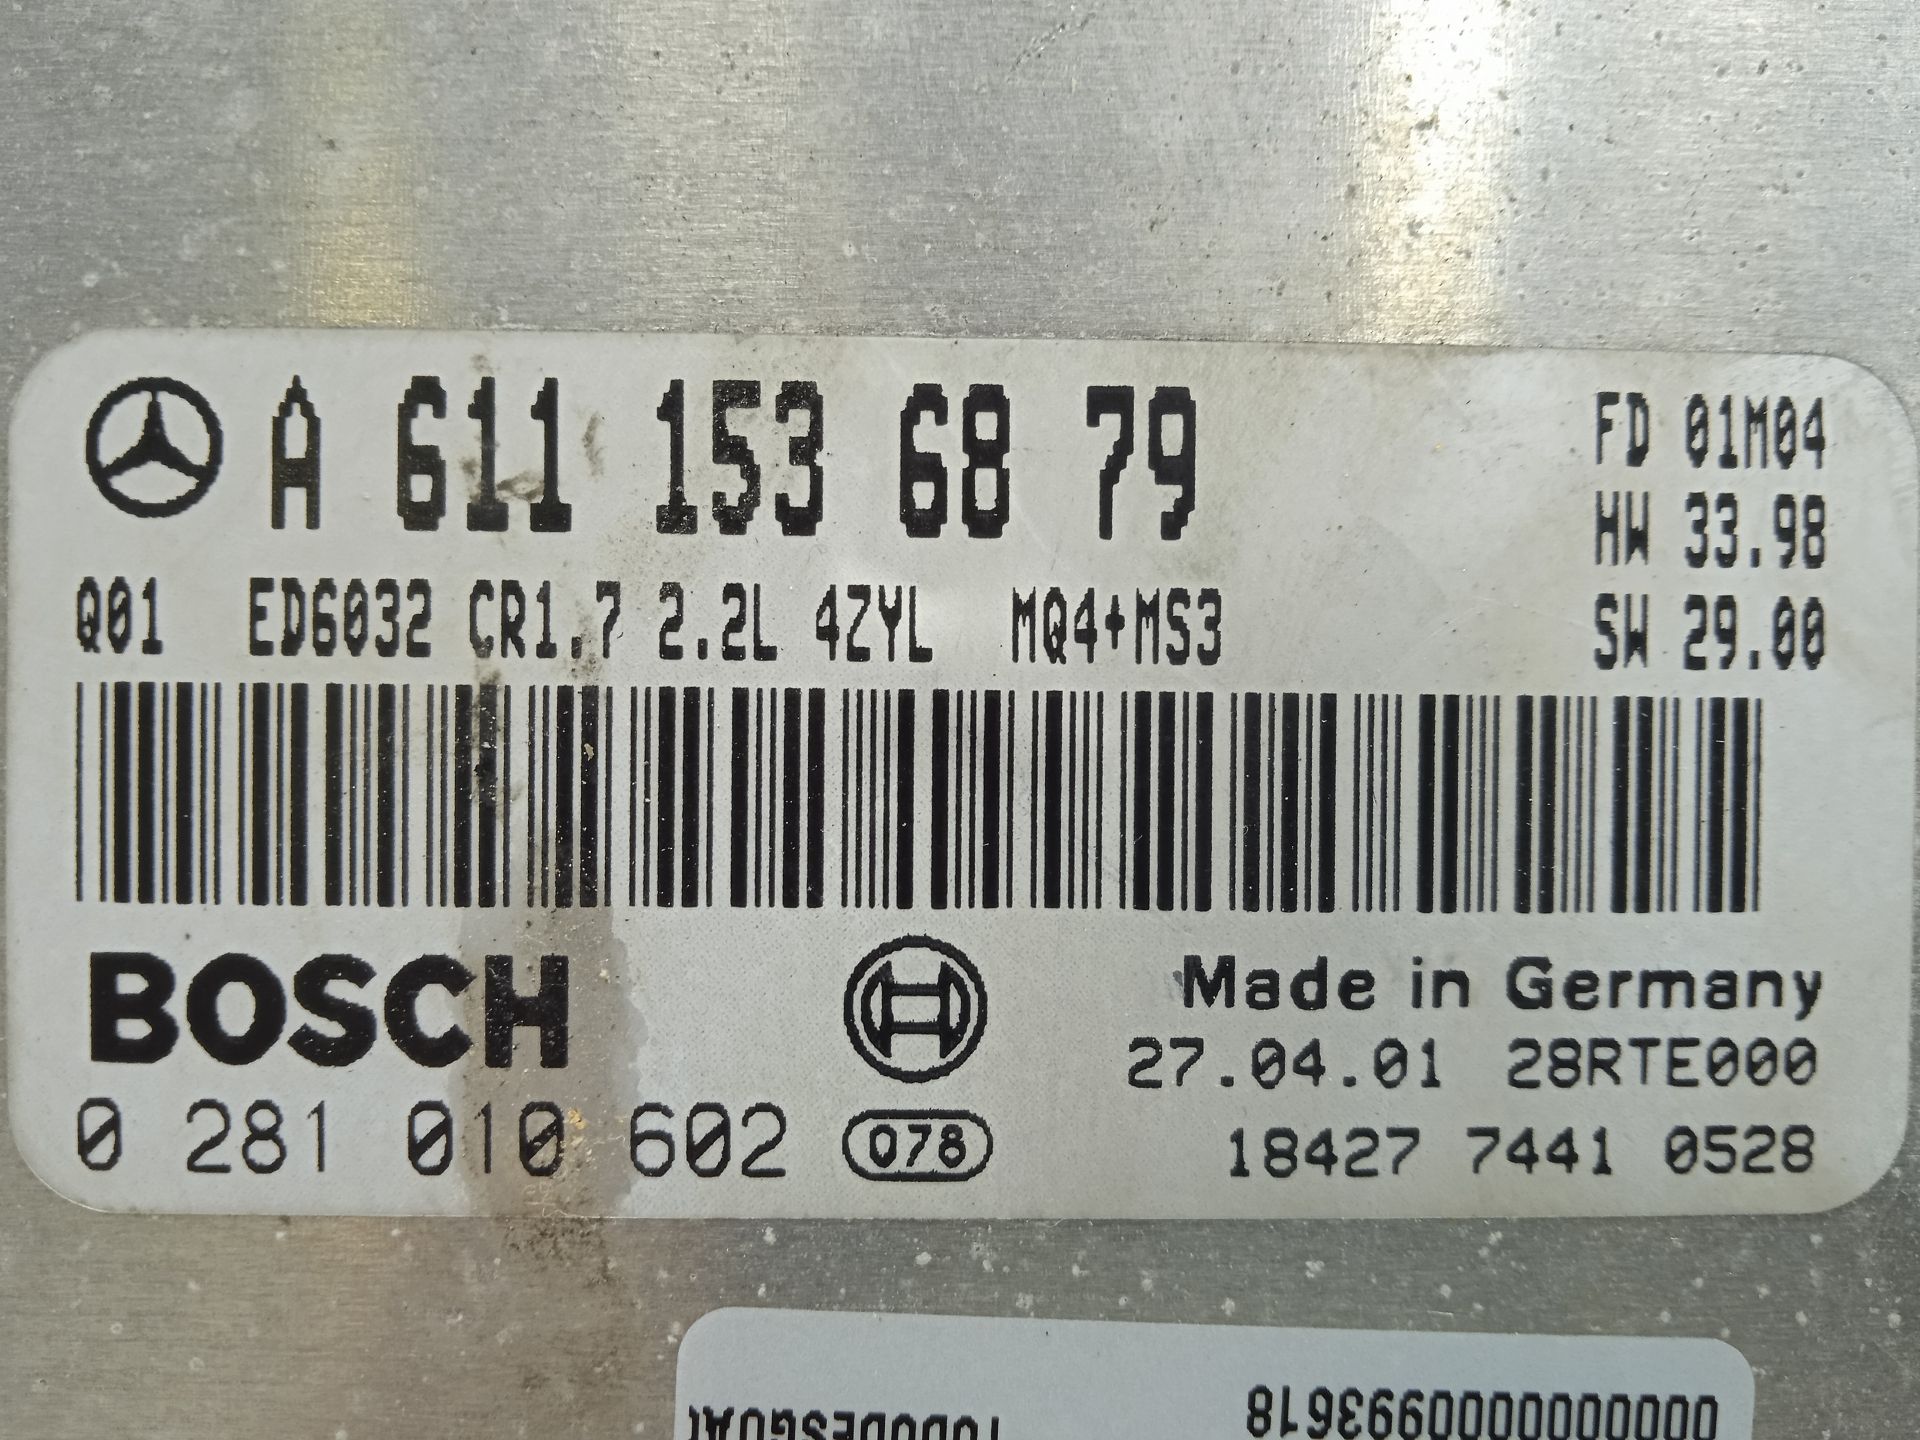 A 611 153 68 79
FD 01M04
HW 33.98
SW 29.00
Q01 ED6032 CR1.7 2.2L 4ZYL MQ4+MS3
BOSCH
Made in Germany
27.04.01 28RTE000
0 281 010 602 078
18427 7441 0528